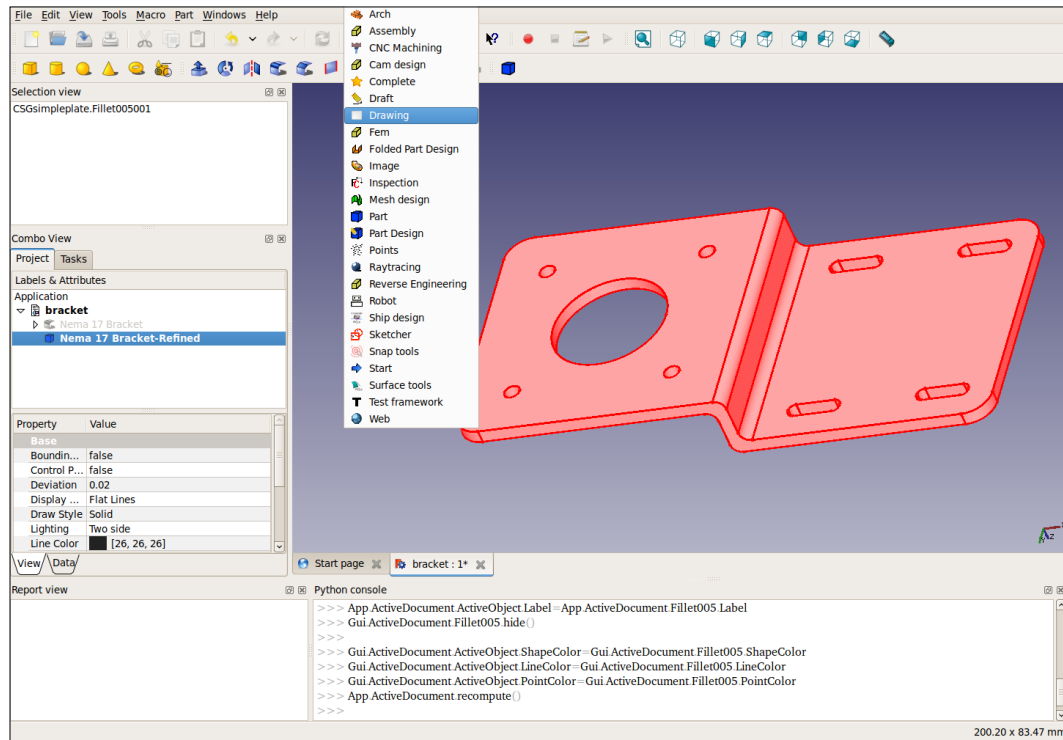 File Edit View Tools Macro Part Windows Help
Arch
Assembly
CNC Machining
Cam design
Complete
Draft
Drawing
Fem
Folded Part Design
Image
Inspection
Mesh design
Part
Part Design
Points
Raytracing
Reverse Engineering
Robot
Ship design
Sketcher
Snap tools
Start
Surface tools
Test framework
Web
Selection view
CSGsimpleplate.Fillet005001
Combo View
Project Tasks
Labels & Attributes
Application
bracket
Nema 17 Bracket
Nema 17 Bracket-Refined
Property Value
Base
Boundin... false
Control P... false
Deviation 0.02
Display ... Flat Lines
Draw Style Solid
Lighting Two side
Line Color [26, 26, 26]
View Data
Start page bracket : 1*
Report view
Python console
>>> App.ActiveDocument.ActiveObject.Label=App.ActiveDocument.Fillet005.Label
>>> Gui.ActiveDocument.Fillet005.hide()
>>>
>>> Gui.ActiveDocument.ActiveObject.ShapeColor=Gui.ActiveDocument.Fillet005.ShapeColor
>>> Gui.ActiveDocument.ActiveObject.LineColor=Gui.ActiveDocument.Fillet005.LineColor
>>> Gui.ActiveDocument.ActiveObject.PointColor=Gui.ActiveDocument.Fillet005.PointColor
>>> App.ActiveDocument.recompute()
>>>
200.20 x 83.47 mm